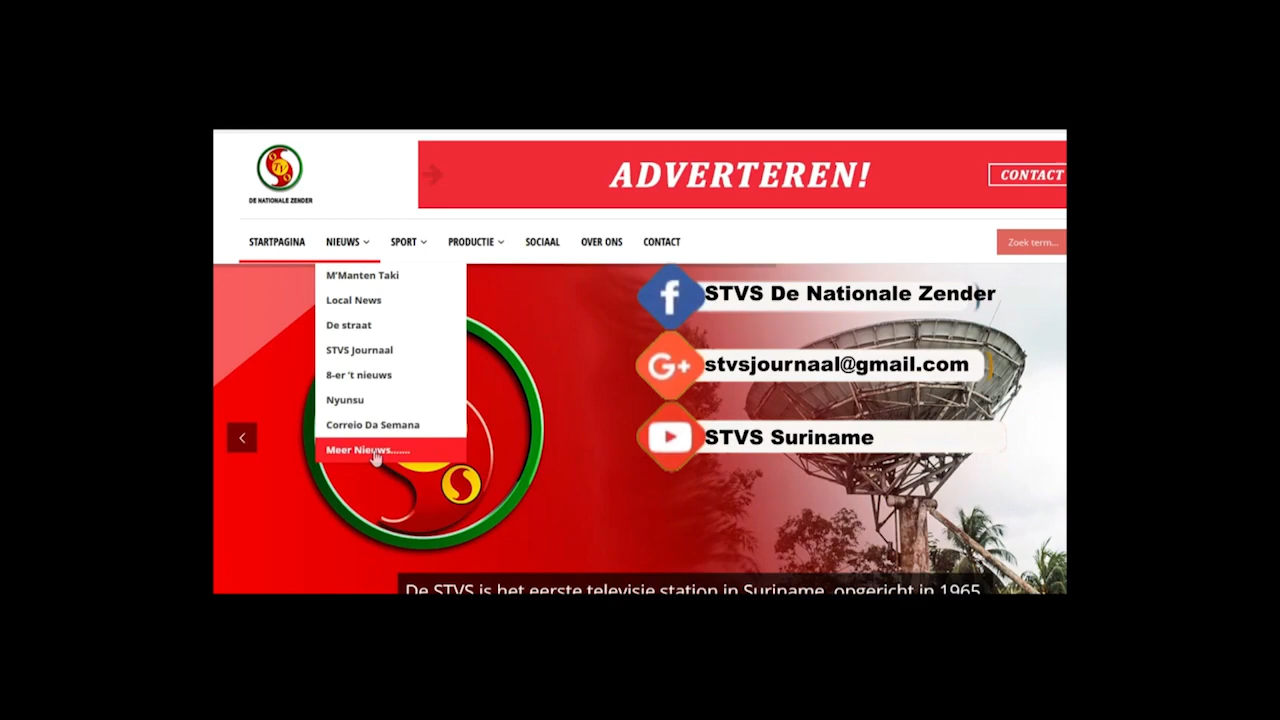 DE NATIONALE ZENDER
ADVERTEREN!
CONTACT
STARTPAGINA NIEUWS SPORT PRODUCTIE SOCIAAL OVER ONS CONTACT
Zoek term...
M'Manten Taki
Local News
De straat
STVS Journaal
8-er 't nieuws
Nyunsu
Correio Da Semana
Meer Nieuws.......
STVS De Nationale Zender
stvsjournaal@gmail.com
STVS Suriname
De STVS is het eerste televisie station in Suriname, opgericht in 1965